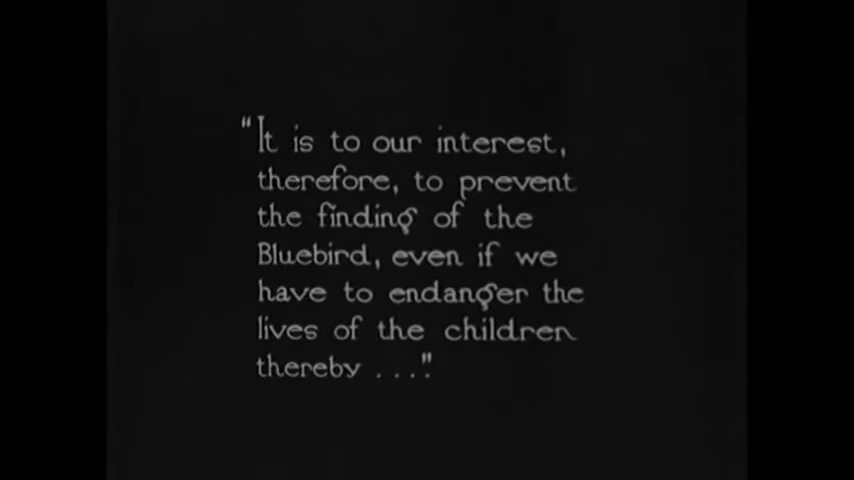 "It is to our interest,
therefore, to prevent
the finding of the
Bluebird, even if we
have to endanger the
lives of the children
thereby ...."